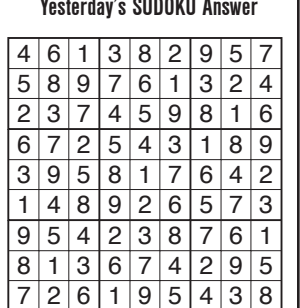 Yesterday's SUDOKU Answer
4 6 1 3 8 2 9 5 7
5 8 9 7 6 1 3 2 4
2 3 7 4 5 9 8 1 6
6 7 2 5 4 3 1 8 9
3 9 5 8 1 7 6 4 2
1 4 8 9 2 6 5 7 3
9 5 4 2 3 8 7 6 1
8 1 3 6 7 4 2 9 5
7 2 6 1 9 5 4 3 8